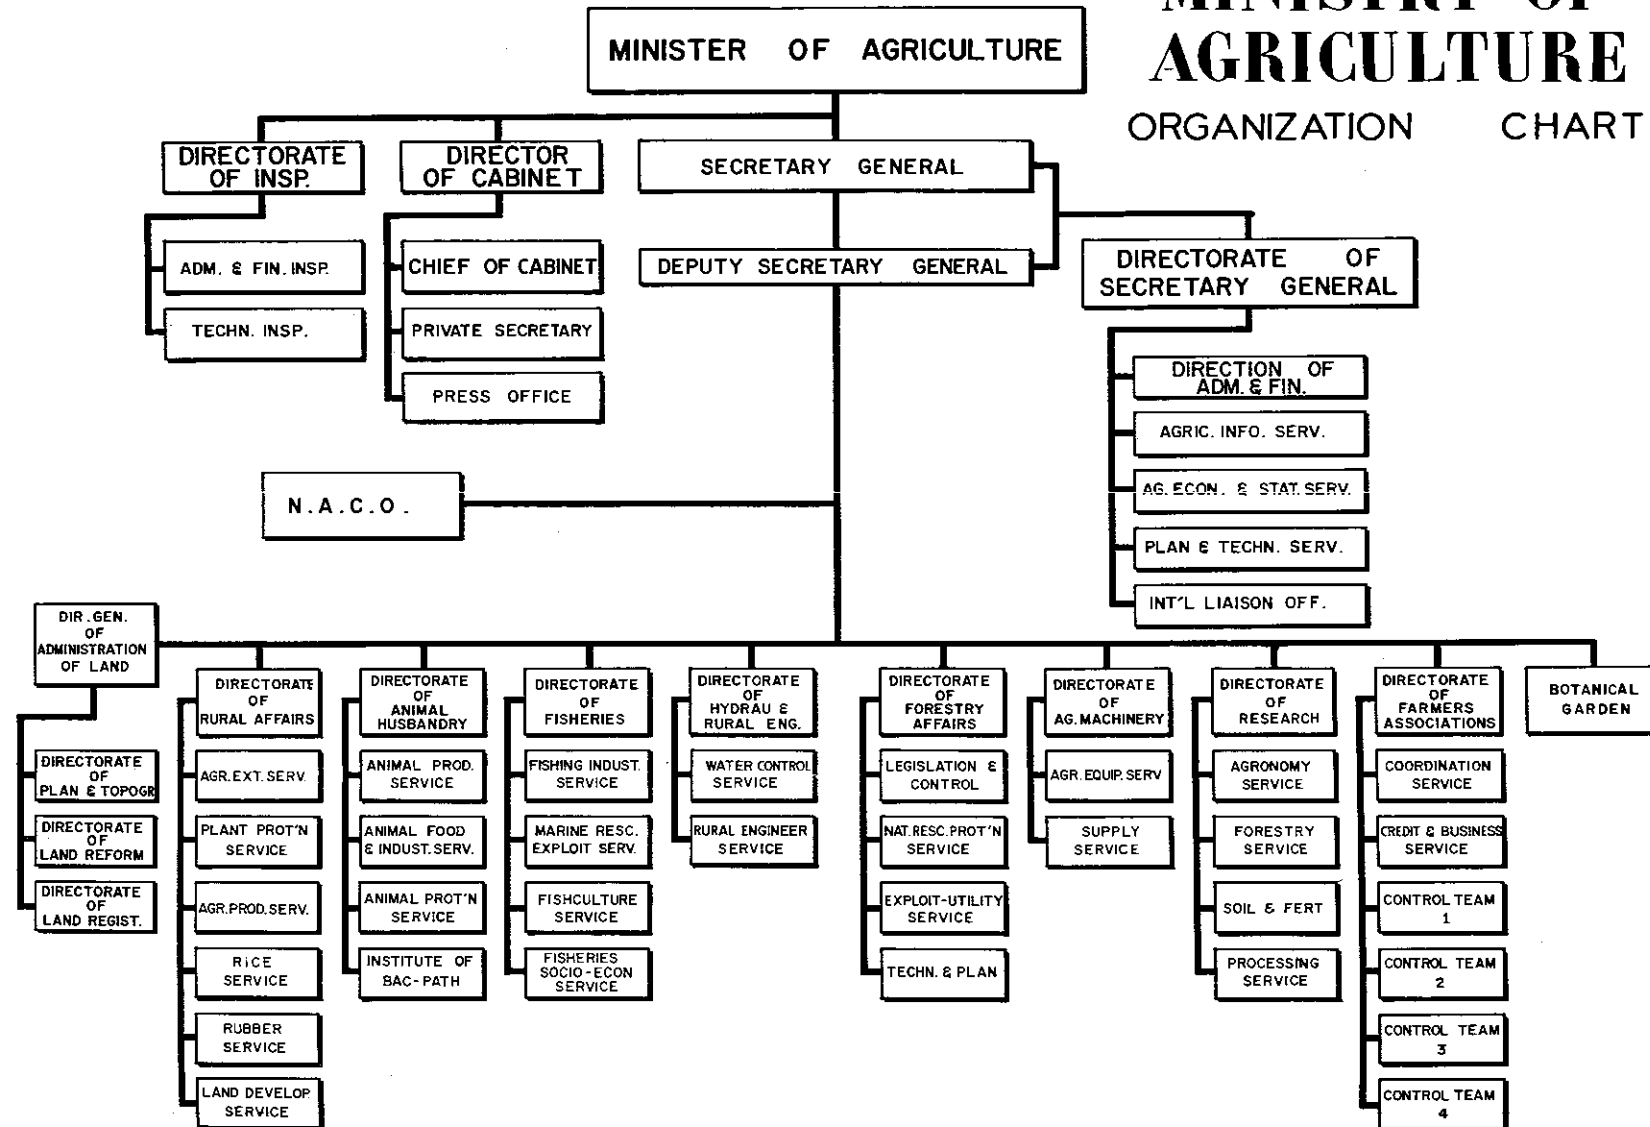 MINISTRY OF
AGRICULTURE
ORGANIZATION CHART
MINISTER OF AGRICULTURE
DIRECTORATE
OF INSP.
ADM. & FIN. INSP.
TECHN. INSP.
DIRECTOR
OF CABINET
CHIEF OF CABINET
PRIVATE SECRETARY
PRESS OFFICE
SECRETARY GENERAL
DEPUTY SECRETARY GENERAL
DIRECTORATE OF
SECRETARY GENERAL
DIRECTION OF
ADM. & FIN.
AGRIC. INFO. SERV.
AG. ECON. & STAT. SERV.
PLAN & TECHN. SERV.
INT'L LIAISON OFF.
N.A.C.O.
DIR. GEN.
OF
ADMINISTRATION
OF LAND
DIRECTORATE
OF
PLAN & TOPOGR
DIRECTORATE
OF
LAND REFORM
DIRECTORATE
OF
LAND REGIST.
DIRECTORATE
OF
RURAL AFFAIRS
AGR. EXT. SERV.
PLANT PROT'N
SERVICE
AGR. PROD. SERV.
RICE
SERVICE
RUBBER
SERVICE
LAND DEVELOP
SERVICE
DIRECTORATE
OF
ANIMAL
HUSBANDRY
ANIMAL PROD.
SERVICE
ANIMAL FOOD
& INDUST. SERV.
ANIMAL PROT'N
SERVICE
INSTITUTE OF
BAC-PATH
DIRECTORATE
OF
FISHERIES
FISHING INDUST.
SERVICE
MARINE RESC.
EXPLOIT SERV.
FISHCULTURE
SERVICE
FISHERIES
SOCIO-ECON
SERVICE
DIRECTORATE
OF
HYDRAU &
RURAL ENG.
WATER CONTROL
SERVICE
RURAL ENGINEER
SERVICE
DIRECTORATE
OF
FORESTRY
AFFAIRS
LEGISLATION &
CONTROL
NAT. RESC. PROT'N
SERVICE
EXPLOIT-UTILITY
SERVICE
TECHN. & PLAN
DIRECTORATE
OF
AG. MACHINERY
AGR. EQUIP. SERV
SUPPLY
SERVICE
DIRECTORATE
OF
RESEARCH
AGRONOMY
SERVICE
FORESTRY
SERVICE
SOIL & FERT
PROCESSING
SERVICE
DIRECTORATE
OF
FARMERS
ASSOCIATIONS
COORDINATION
SERVICE
CREDIT & BUSINESS
SERVICE
CONTROL TEAM
1
CONTROL TEAM
2
CONTROL TEAM
3
CONTROL TEAM
4
BOTANICAL
GARDEN